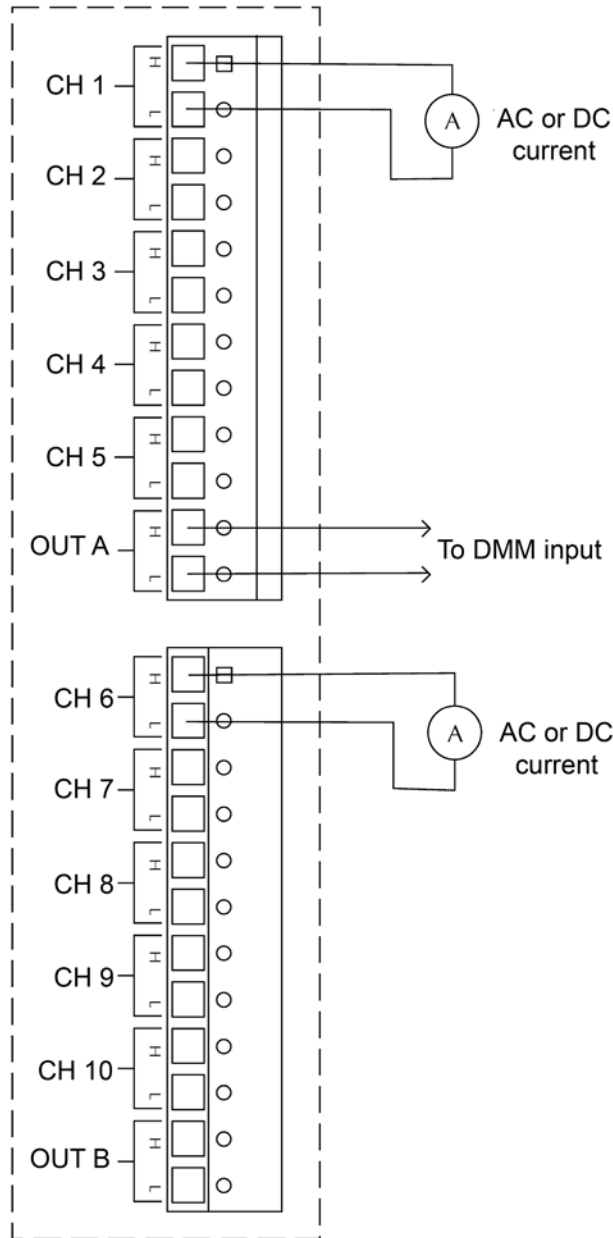 CH 1
H
L
A
AC or DC
current
CH 2
H
L
CH 3
H
L
CH 4
H
L
CH 5
H
L
OUT A
H
L
To DMM input
CH 6
H
L
A
AC or DC
current
CH 7
H
L
CH 8
H
L
CH 9
H
L
CH 10
H
L
OUT B
H
L